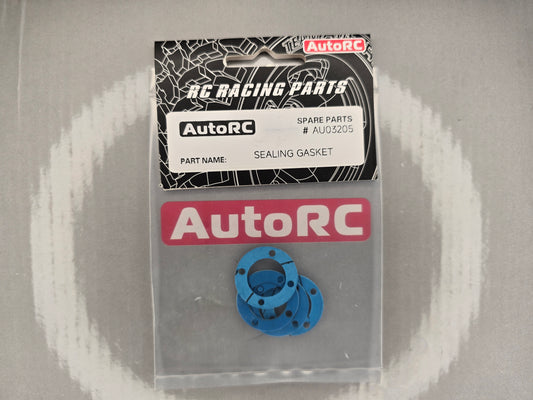 AutoRC
RC RACING PARTS
AutoRC
SPARE PARTS
# AU03205
PART NAME:
SEALING GASKET
AutoRC